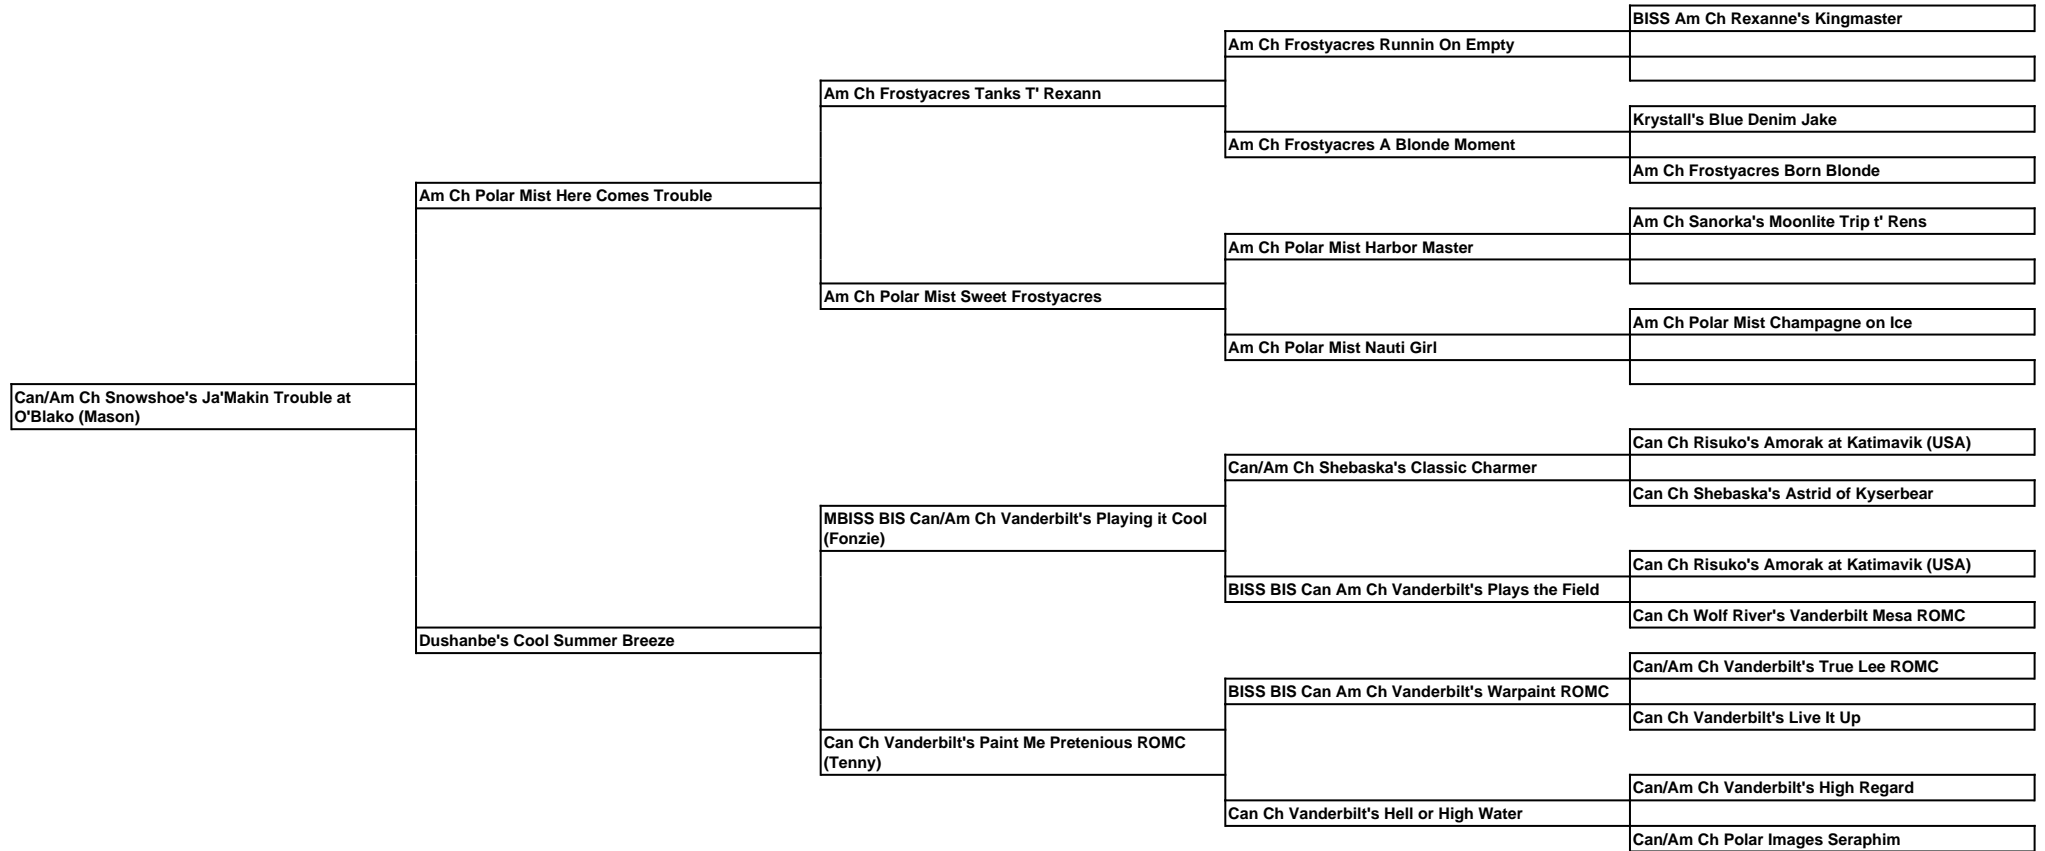 BISS Am Ch Rexanne's Kingmaster
Am Ch Frostyacres Runnin On Empty
Am Ch Frostyacres Tanks T' Rexann
Krystall's Blue Denim Jake
Am Ch Frostyacres A Blonde Moment
Am Ch Frostyacres Born Blonde
Am Ch Polar Mist Here Comes Trouble
Am Ch Sanorka's Moonlite Trip t' Rens
Am Ch Polar Mist Harbor Master
Am Ch Polar Mist Sweet Frostyacres
Am Ch Polar Mist Champagne on Ice
Am Ch Polar Mist Nauti Girl
Can/Am Ch Snowshoe's Ja'Makin Trouble at
O'Blako (Mason)
Can Ch Risuko's Amorak at Katimavik (USA)
Can/Am Ch Shebaska's Classic Charmer
Can Ch Shebaska's Astrid of Kyserbear
MBISS BIS Can/Am Ch Vanderbilt's Playing it Cool
(Fonzie)
Can Ch Risuko's Amorak at Katimavik (USA)
BISS BIS Can Am Ch Vanderbilt's Plays the Field
Can Ch Wolf River's Vanderbilt Mesa ROMC
Dushanbe's Cool Summer Breeze
Can/Am Ch Vanderbilt's True Lee ROMC
BISS BIS Can Am Ch Vanderbilt's Warpaint ROMC
Can Ch Vanderbilt's Live It Up
Can Ch Vanderbilt's Paint Me Pretenious ROMC
(Tenny)
Can/Am Ch Vanderbilt's High Regard
Can Ch Vanderbilt's Hell or High Water
Can/Am Ch Polar Images Seraphim